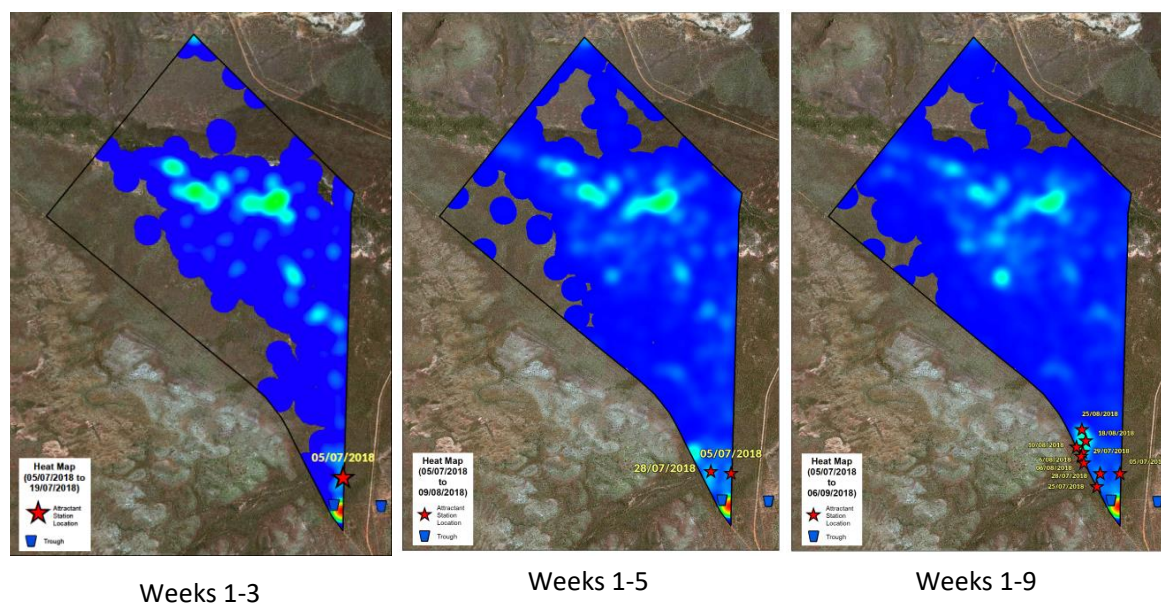 05/07/2018
Heat Map
(05/07/2018
to
19/07/2018)
Attractant
Station
Location
Trough
Weeks 1-3
28/07/2018
05/07/2018
Heat Map
(05/07/2018
to
09/08/2018)
Attractant
Station
Location
Trough
Weeks 1-5
25/08/2018
18/08/2018
10/08/2018
29/07/2018
06/08/2018
28/07/2018
05/07/2018
25/07/2018
Heat Map
(05/07/2018
to
06/09/2018)
Attractant
Station
Location
Trough
Weeks 1-9